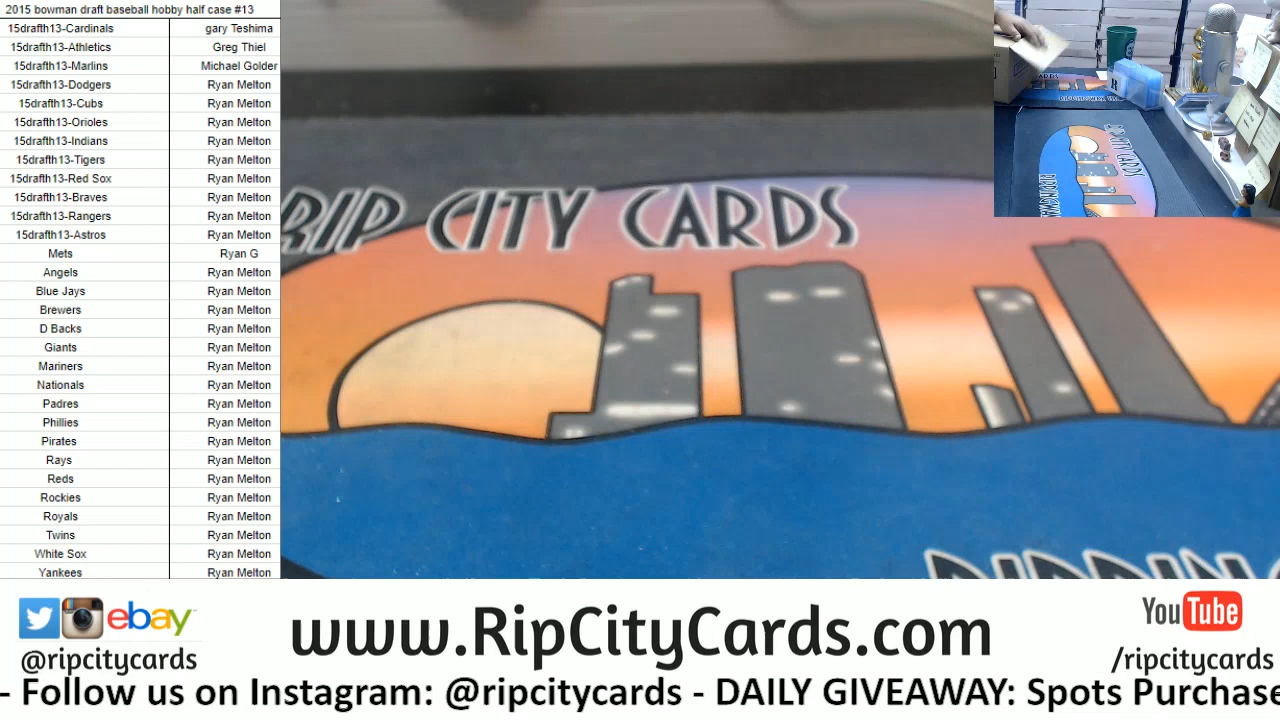 2015 bowman draft baseball hobby half case #13
15drafth13-Cardinals gary Teshima
15drafth13-Athletics Greg Thiel
15drafth13-Marlins Michael Golder
15drafth13-Dodgers Ryan Melton
15drafth13-Cubs Ryan Melton
15drafth13-Orioles Ryan Melton
15drafth13-Indians Ryan Melton
15drafth13-Tigers Ryan Melton
15drafth13-Red Sox Ryan Melton
15drafth13-Braves Ryan Melton
15drafth13-Rangers Ryan Melton
15drafth13-Astros Ryan Melton
Mets Ryan G
Angels Ryan Melton
Blue Jays Ryan Melton
Brewers Ryan Melton
D Backs Ryan Melton
Giants Ryan Melton
Mariners Ryan Melton
Nationals Ryan Melton
Padres Ryan Melton
Phillies Ryan Melton
Pirates Ryan Melton
Rays Ryan Melton
Reds Ryan Melton
Rockies Ryan Melton
Royals Ryan Melton
Twins Ryan Melton
White Sox Ryan Melton
Yankees Ryan Melton
RIP CITY CARDS
RIP CITY CARDS
ebay
@ripcitycards
www.RipCityCards.com
YouTube
/ripcitycards
- Follow us on Instagram: @ripcitycards - DAILY GIVEAWAY: Spots Purchase